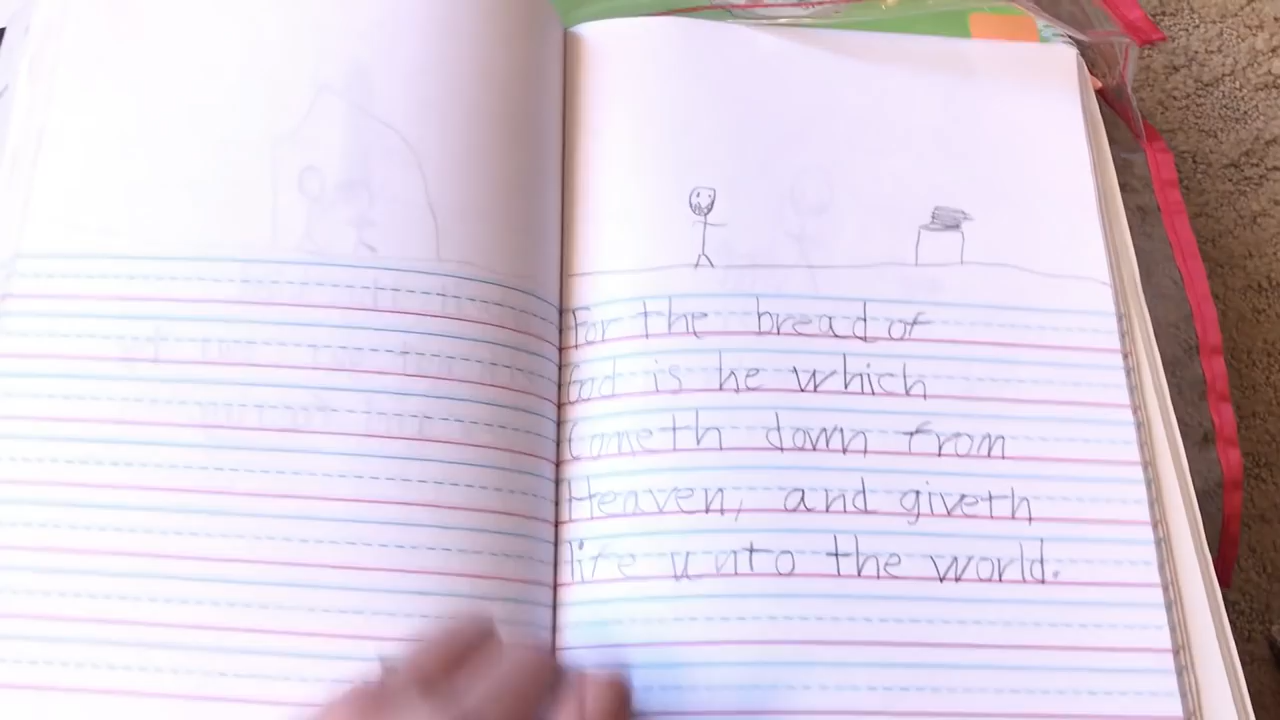 For the bread of
God is he which
Cometh down from
Heaven, and giveth
life unto the world.